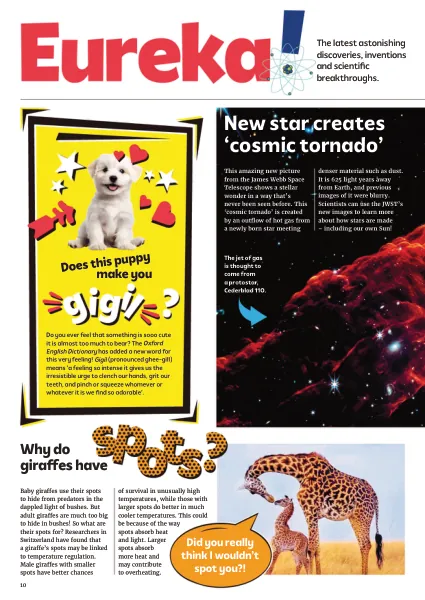 Eureka!
The latest astonishing
discoveries, inventions
and scientific
breakthroughs.
Does this puppy
make you
gigil?
Do you ever feel that something is sooo cute
it is almost too much to bear? The Oxford
English Dictionary has added a new word for
this very feeling! Gigil (pronounced ghee-gill)
means 'a feeling so intense it gives us the
irresistible urge to clench our hands, grit our
teeth, and pinch or squeeze whomever or
whatever it is we find so adorable'.
New star creates
'cosmic tornado'
This amazing new picture
from the James Webb Space
Telescope shows a stellar
wonder in a way that's
never been seen before. This
'cosmic tornado' is created
by an outflow of hot gas from
a newly born star meeting
denser material such as dust.
It is 625 light years away
from Earth, and previous
images of it were blurry.
Scientists can use the JWST's
new images to learn more
about how stars are made
– including our own Sun!
The jet of gas
is thought to
come from
a protostar,
Cederblad 110.
Why do
giraffes have
spots?
Baby giraffes use their spots
to hide from predators in the
dappled light of bushes. But
adult giraffes are much too big
to hide in bushes! So what are
their spots for? Researchers in
Switzerland have found that
a giraffe's spots may be linked
to temperature regulation.
Male giraffes with smaller
spots have better chances
of survival in unusually high
temperatures, while those with
larger spots do better in much
cooler temperatures. This could
be because of the way
spots absorb heat
and light. Larger
spots absorb
more heat and
may contribute
to overheating.
Did you really
think I wouldn't
spot you?!
10